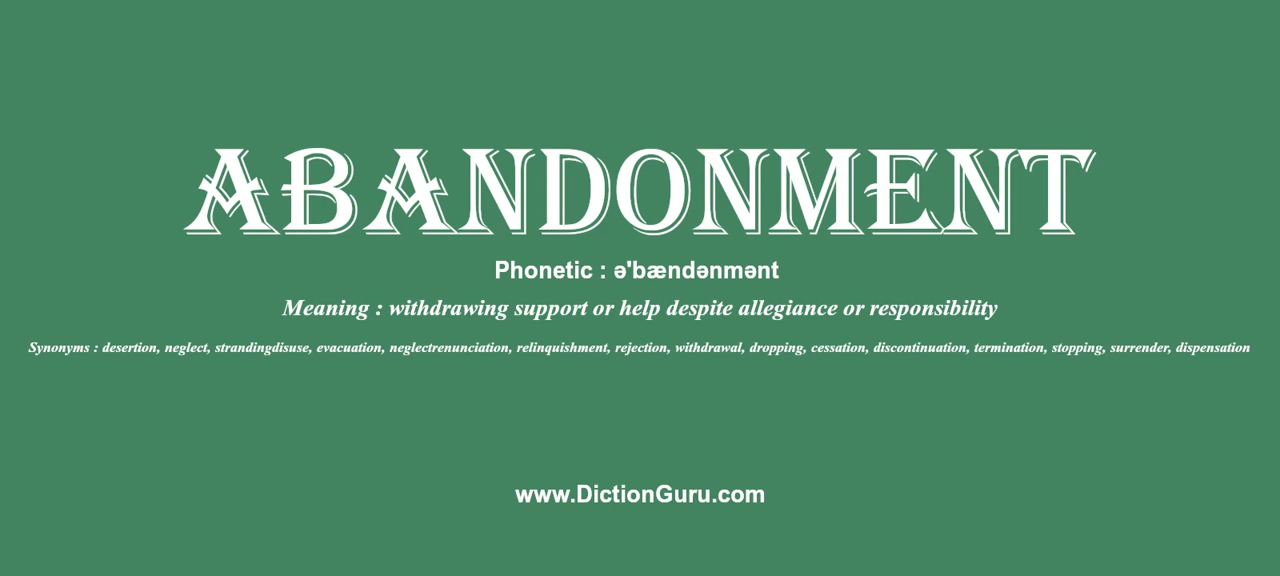 ABANDONMENT
Phonetic : ə'bændənmənt
Meaning : withdrawing support or help despite allegiance or responsibility
Synonyms : desertion, neglect, strandingdisuse, evacuation, neglectrenunciation, relinquishment, rejection, withdrawal, dropping, cessation, discontinuation, termination, stopping, surrender, dispensation
www.DictionGuru.com